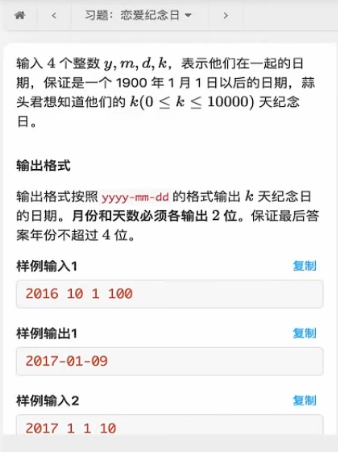 习题：恋爱纪念日
输入 4 个整数 y, m, d, k，表示他们在一起的日
期，保证是一个 1900 年 1 月 1 日以后的日期，蒜
头君想知道他们的 k(0 ≤ k ≤ 10000) 天纪念
日。
输出格式
输出格式按照 yyyy-mm-dd 的格式输出 k 天纪念日
的日期。月份和天数必须各输出 2 位。保证最后答
案年份不超过 4 位。
样例输入1 复制
2016 10 1 100
样例输出1 复制
2017-01-09
样例输入2 复制
2017 1 1 10